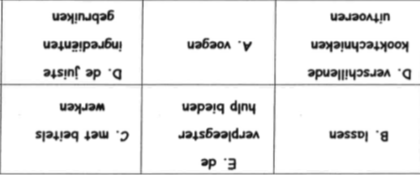 B. lassen
E. de
verpleegster
hulp bieden
C. met beitels
werken
D. verschillende
kooktechnieken
uitvoeren
A. voegen
D. de juiste
ingrediënten
gebruiken